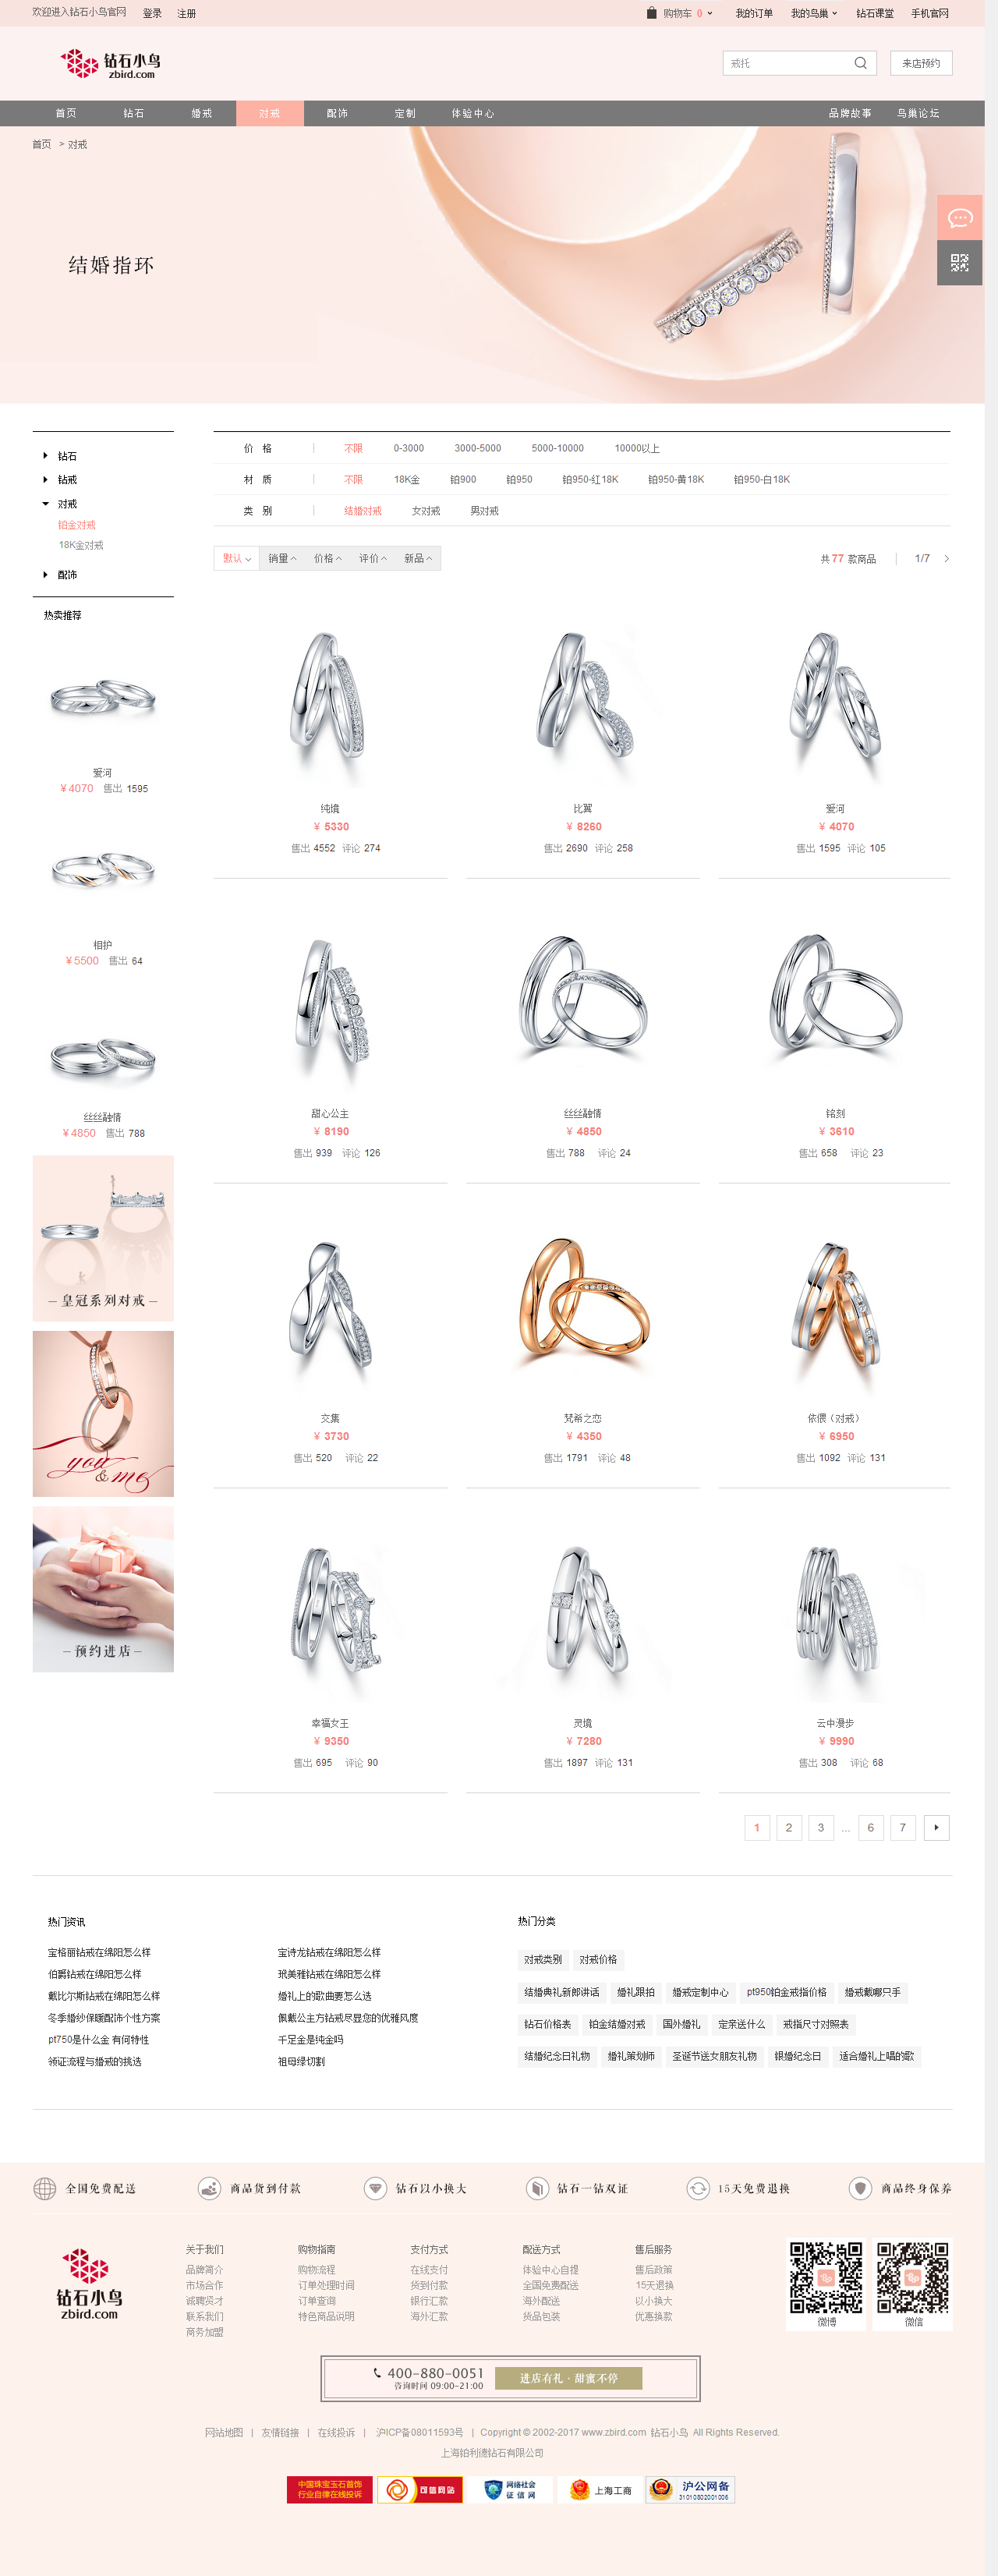 欢迎进入钻石小鸟官网 登录 注册 购物车 0 我的订单 我的鸟巢 钻石课堂 手机官网
钻石小鸟
zbird.com
戒托
来店预约
首页 钻石 婚戒 对戒 配饰 定制 体验中心 品牌故事 鸟巢论坛
首页 > 对戒
结婚指环
钻石
钻戒
对戒
铂金对戒
18K金对戒
配饰
热卖推荐
爱河
¥4070 售出 1595
相护
¥5500 售出 64
丝丝融情
¥4850 售出 788
皇冠系列对戒
you
& me
预约进店
价 格 不限 0-3000 3000-5000 5000-10000 10000以上
材 质 不限 18K金 铂900 铂950 铂950-红18K 铂950-黄18K 铂950-白18K
类 别 结婚对戒 女对戒 男对戒
默认 销量 价格 评价 新品 共 77 款商品 1/7
纯境 比翼 爱河
¥ 5330 ¥ 8260 ¥ 4070
售出 4552 评论 274 售出 2690 评论 258 售出 1595 评论 105
甜心公主 丝丝融情 铭刻
¥ 8190 ¥ 4850 ¥ 3610
售出 939 评论 126 售出 788 评论 24 售出 658 评论 23
交集 梵希之恋 依偎（对戒）
¥ 3730 ¥ 4350 ¥ 6950
售出 520 评论 22 售出 1791 评论 48 售出 1092 评论 131
幸福女王 灵境 云中漫步
¥ 9350 ¥ 7280 ¥ 9990
售出 695 评论 90 售出 1897 评论 131 售出 308 评论 68
1 2 3 ... 6 7
热门资讯
宝格丽钻戒在绵阳怎么样 宝诗龙钻戒在绵阳怎么样
伯爵钻戒在绵阳怎么样 玳美雅钻戒在绵阳怎么样
戴比尔斯钻戒在绵阳怎么样 婚礼上的歌曲要怎么选
冬季婚纱保暖配饰个性方案 佩戴公主方钻戒尽显您的优雅风度
pt750是什么金 有何特性 千足金是纯金吗
领证流程与婚戒的挑选 祖母绿切割
热门分类
对戒类别 对戒价格
结婚典礼新郎讲话 婚礼跟拍 婚戒定制中心 pt950铂金戒指价格 婚戒戴哪只手
钻石价格表 铂金结婚对戒 国外婚礼 定亲送什么 戒指尺寸对照表
结婚纪念日礼物 婚礼策划师 圣诞节送女朋友礼物 银婚纪念日 适合婚礼上唱的歌
全国免费配送 商品货到付款 钻石以小换大 钻石一钻双证 15天免费退换 商品终身保养
钻石小鸟
zbird.com
关于我们 购物指南 支付方式 配送方式 售后服务
品牌简介 购物流程 在线支付 体验中心自提 售后政策
市场合作 订单处理时间 货到付款 全国免费配送 15天退换
诚聘贤才 订单查询 银行汇款 海外配送 以小换大
联系我们 特色商品说明 海外汇款 货品包装 优惠换款
商务加盟
微博 微信
400-880-0051
咨询时间 09:00-21:00
进店有礼 · 甜蜜不停
网站地图 | 友情链接 | 在线投诉 | 沪ICP备08011593号 | Copyright © 2002-2017 www.zbird.com 钻石小鸟 All Rights Reserved.
上海铂利德钻石有限公司
中国珠宝玉石首饰
行业自律在线投诉
可信网站
网络社会
征信网
上海工商
沪公网备
31010802001006